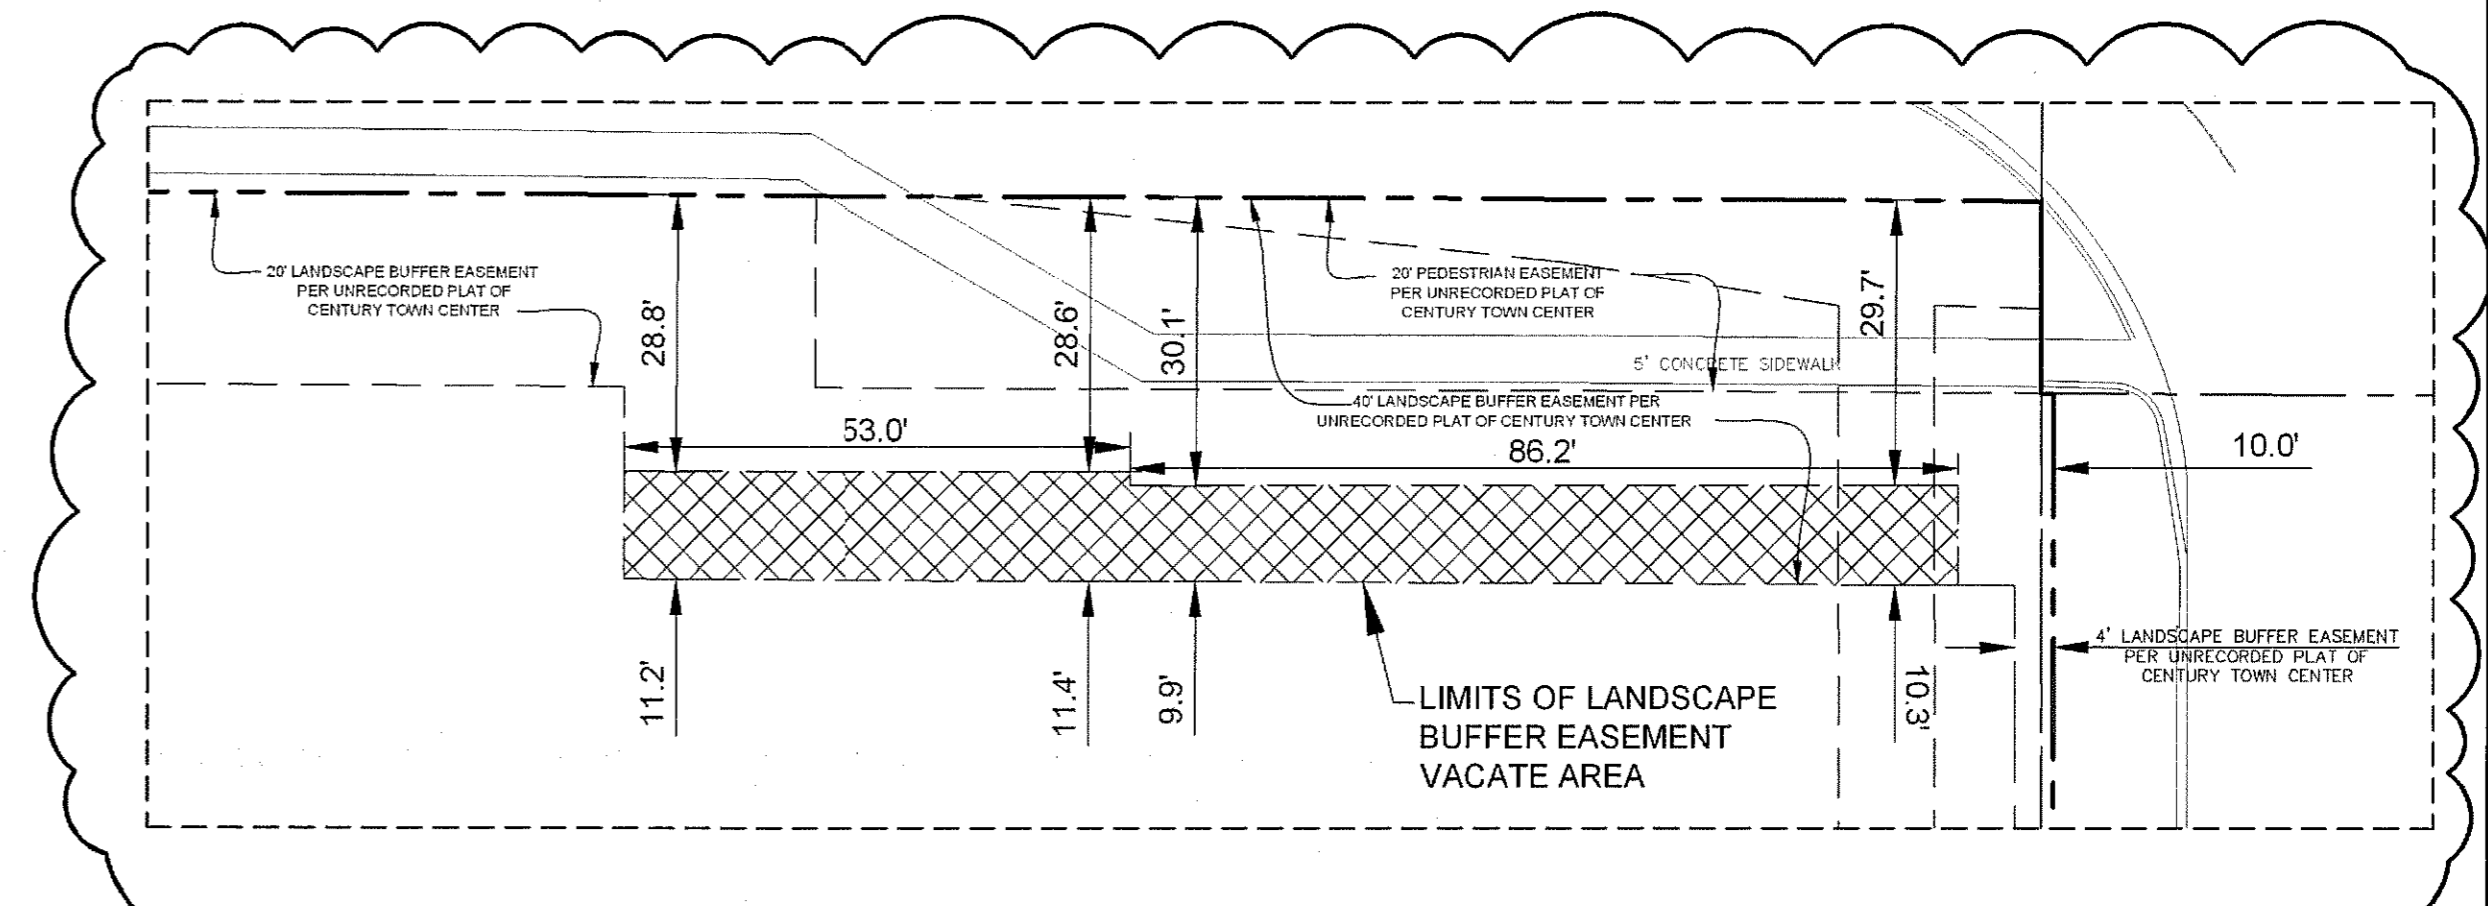 20' LANDSCAPE BUFFER EASEMENT
PER UNRECORDED PLAT OF
CENTURY TOWN CENTER
28.8'
28.6'
30.1'
20' PEDESTRIAN EASEMENT
PER UNRECORDED PLAT OF
CENTURY TOWN CENTER
29.7'
5' CONCRETE SIDEWALK
40' LANDSCAPE BUFFER EASEMENT PER
UNRECORDED PLAT OF CENTURY TOWN CENTER
53.0'
86.2'
10.0'
11.2'
11.4'
9.9'
10.3'
LIMITS OF LANDSCAPE
BUFFER EASEMENT
VACATE AREA
4' LANDSCAPE BUFFER EASEMENT
PER UNRECORDED PLAT OF
CENTURY TOWN CENTER